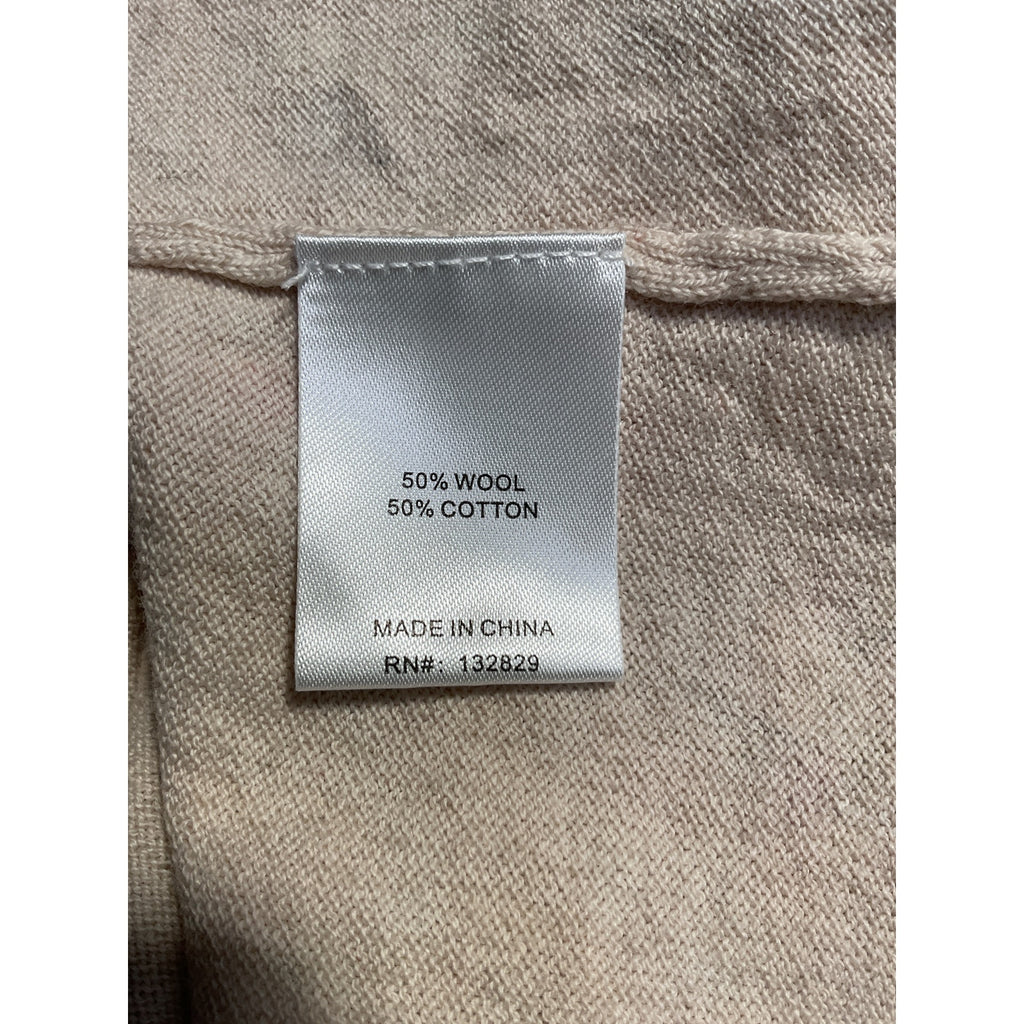 50% WOOL
50% COTTON
MADE IN CHINA
RN#: 132829